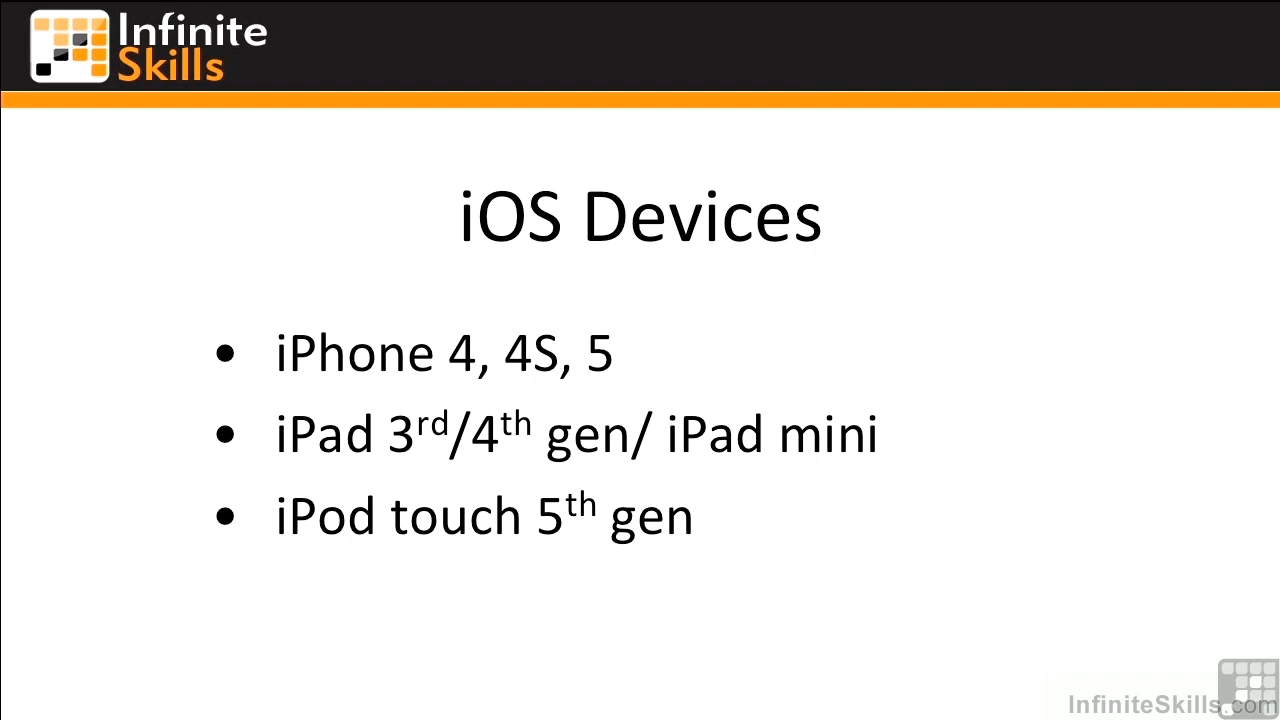 Infinite
Skills
iOS Devices
• iPhone 4, 4S, 5
• iPad 3rd/4th gen/ iPad mini
• iPod touch 5th gen
InfiniteSkills.com